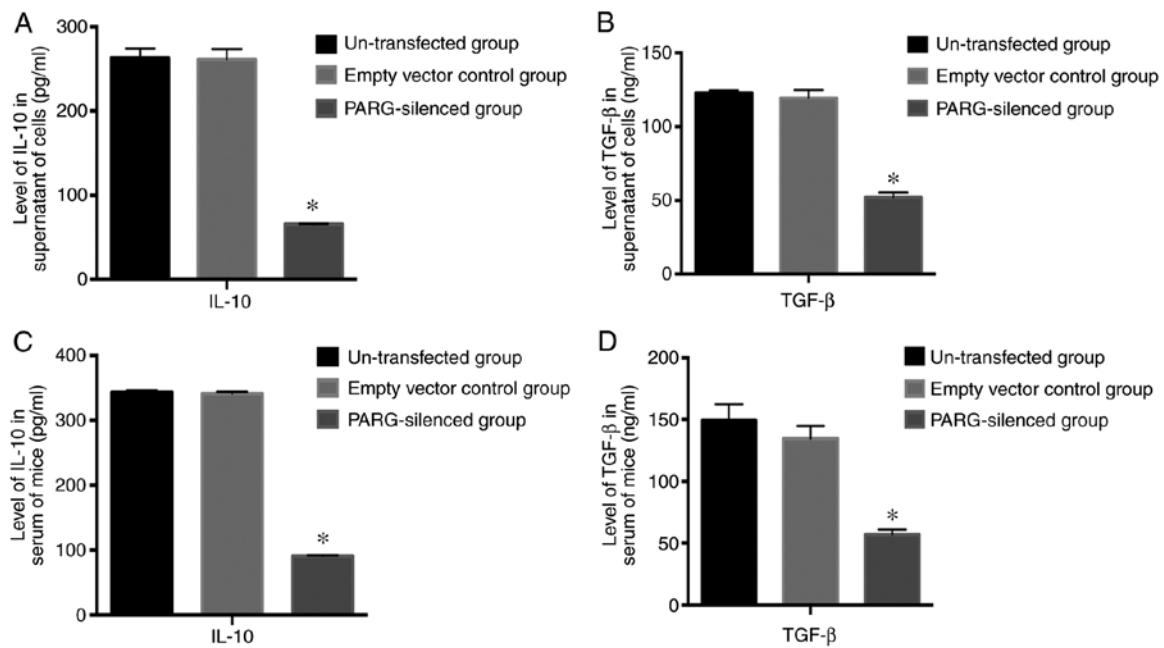 A
Level of IL-10 in
supernatant of cells (pg/ml)
300
200
100
0
*
IL-10
Un-transfected group
Empty vector control group
PARG-silenced group
B
Level of TGF-β in
supernatant of cells (ng/ml)
150
100
50
0
*
TGF-β
Un-transfected group
Empty vector control group
PARG-silenced group
C
Level of IL-10 in
serum of mice (pg/ml)
400
300
200
100
0
*
IL-10
Un-transfected group
Empty vector control group
PARG-silenced group
D
Level of TGF-β in
serum of mice (ng/ml)
200
150
100
50
0
*
TGF-β
Un-transfected group
Empty vector control group
PARG-silenced group